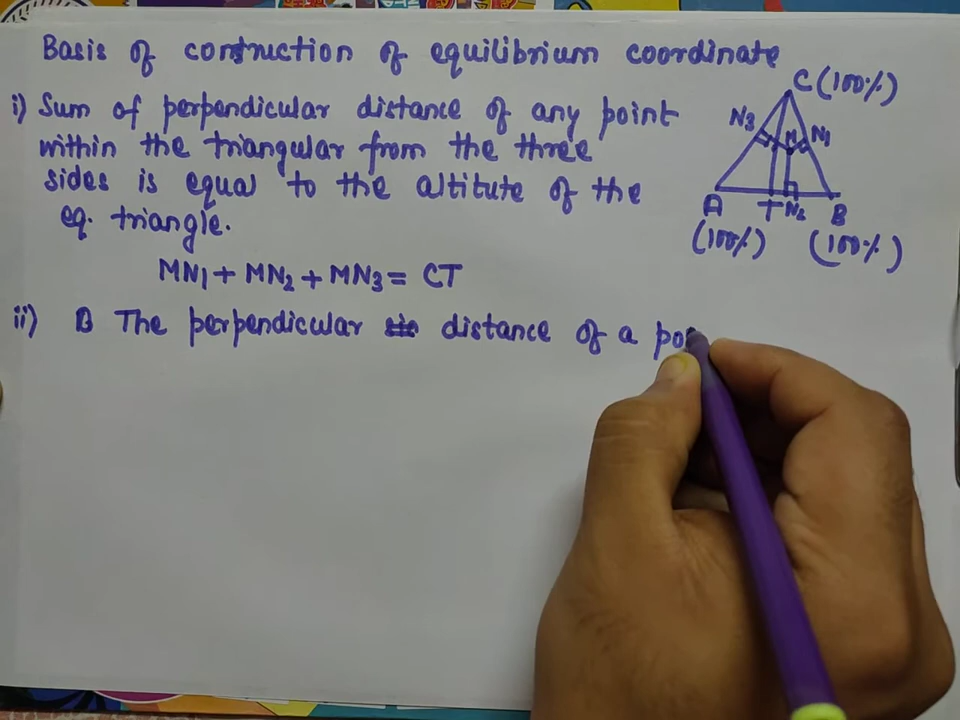 Basis of construction of equilibrium coordinate
i) Sum of perpendicular distance of any point
within the triangular from the three
sides is equal to the altitute of the
eq. triangle.
MN1 + MN2 + MN3 = CT
ii) B The perpendicular distance of a po
C (100%)
N3 M N1
A T N2 B
(100%) (100%)